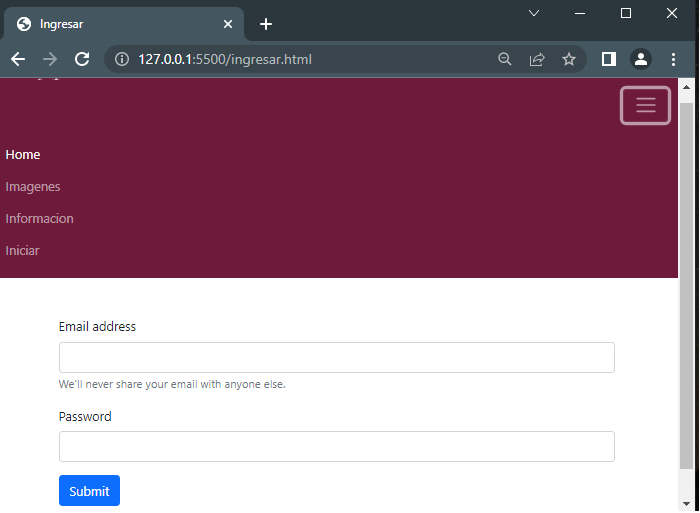 Ingresar
127.0.0.1:5500/ingresar.html
Home
Imagenes
Informacion
Iniciar
Email address
We'll never share your email with anyone else.
Password
Submit